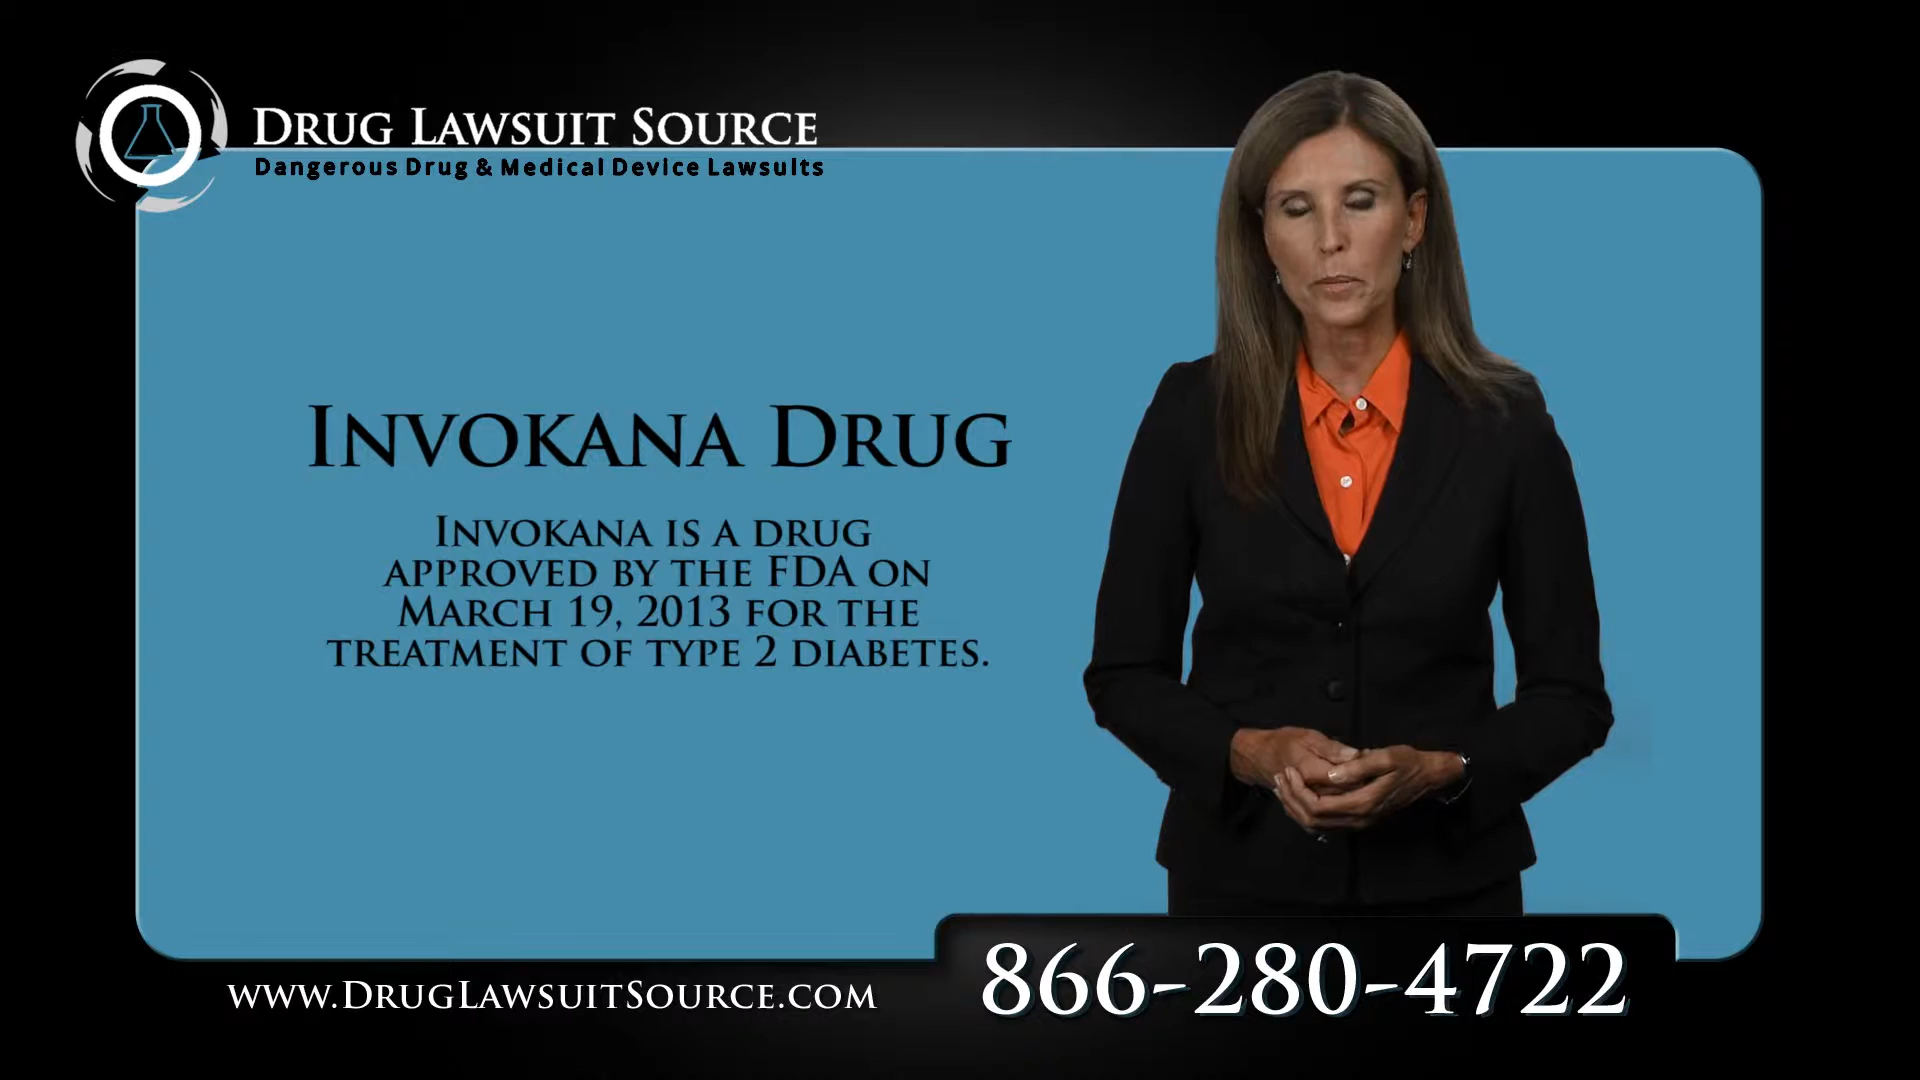 Drug Lawsuit Source
Dangerous Drug & Medical Device Lawsuits
Invokana Drug
Invokana is a drug
approved by the FDA on
March 19, 2013 for the
treatment of type 2 diabetes.
www.DrugLawsuitSource.com
866-280-4722